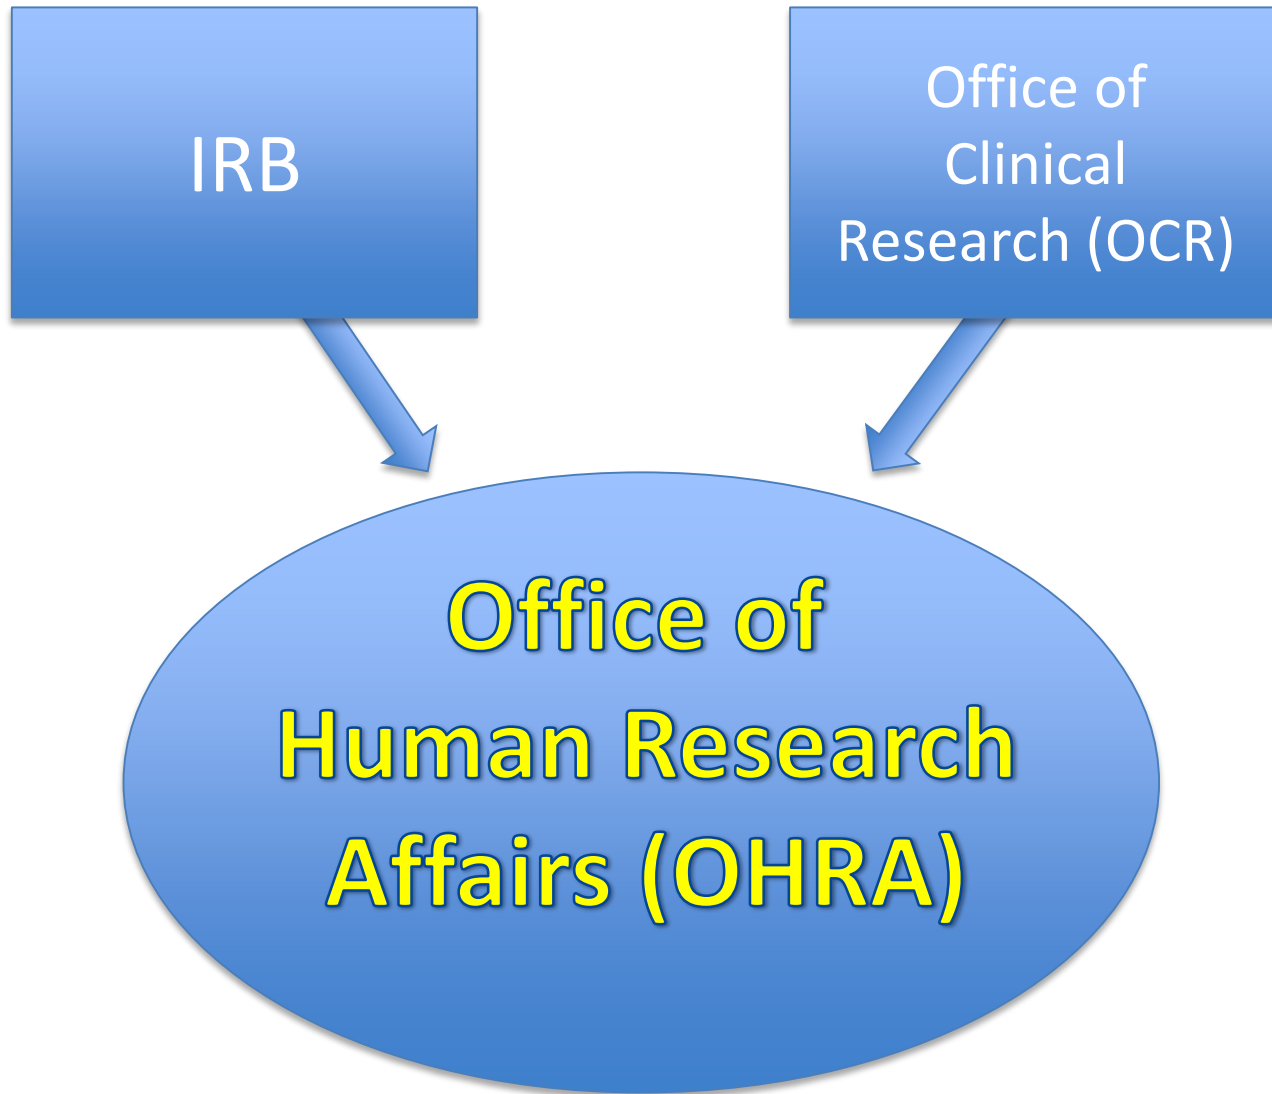 IRB
Office of
Clinical
Research (OCR)
Office of
Human Research
Affairs (OHRA)